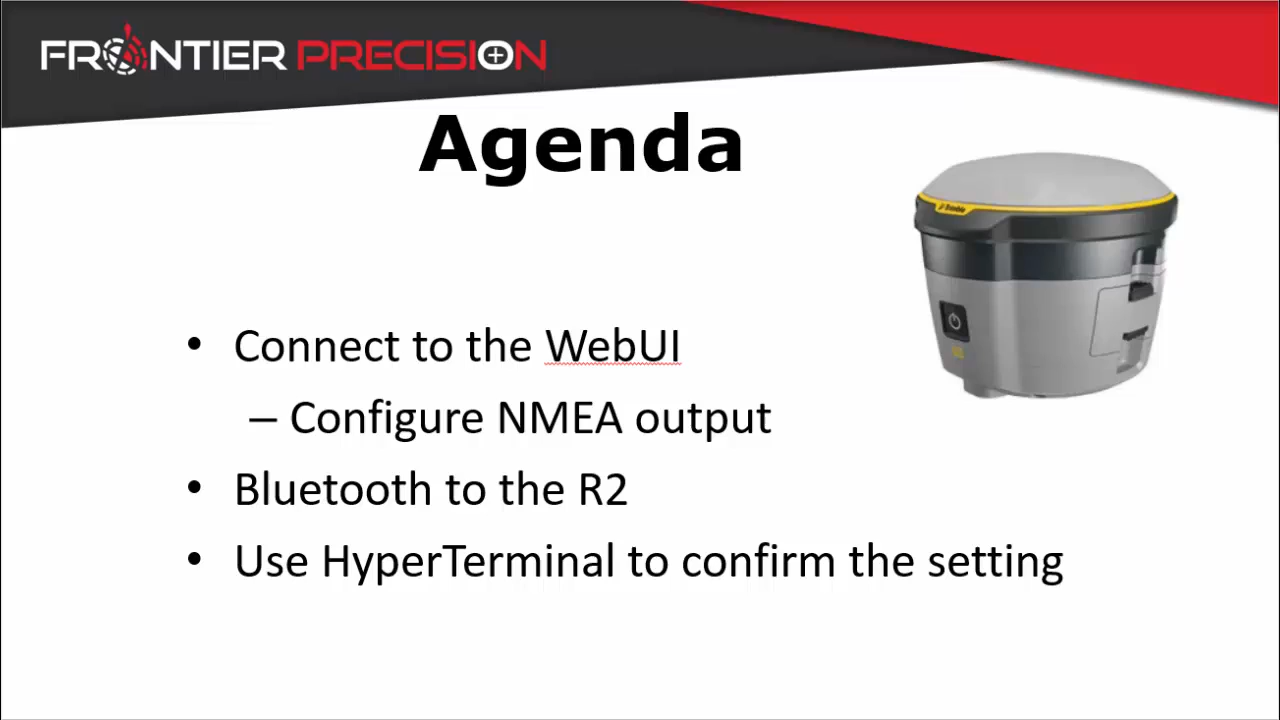 FRONTIER PRECISION
Agenda
Trimble
• Connect to the WebUI
– Configure NMEA output
• Bluetooth to the R2
• Use HyperTerminal to confirm the setting